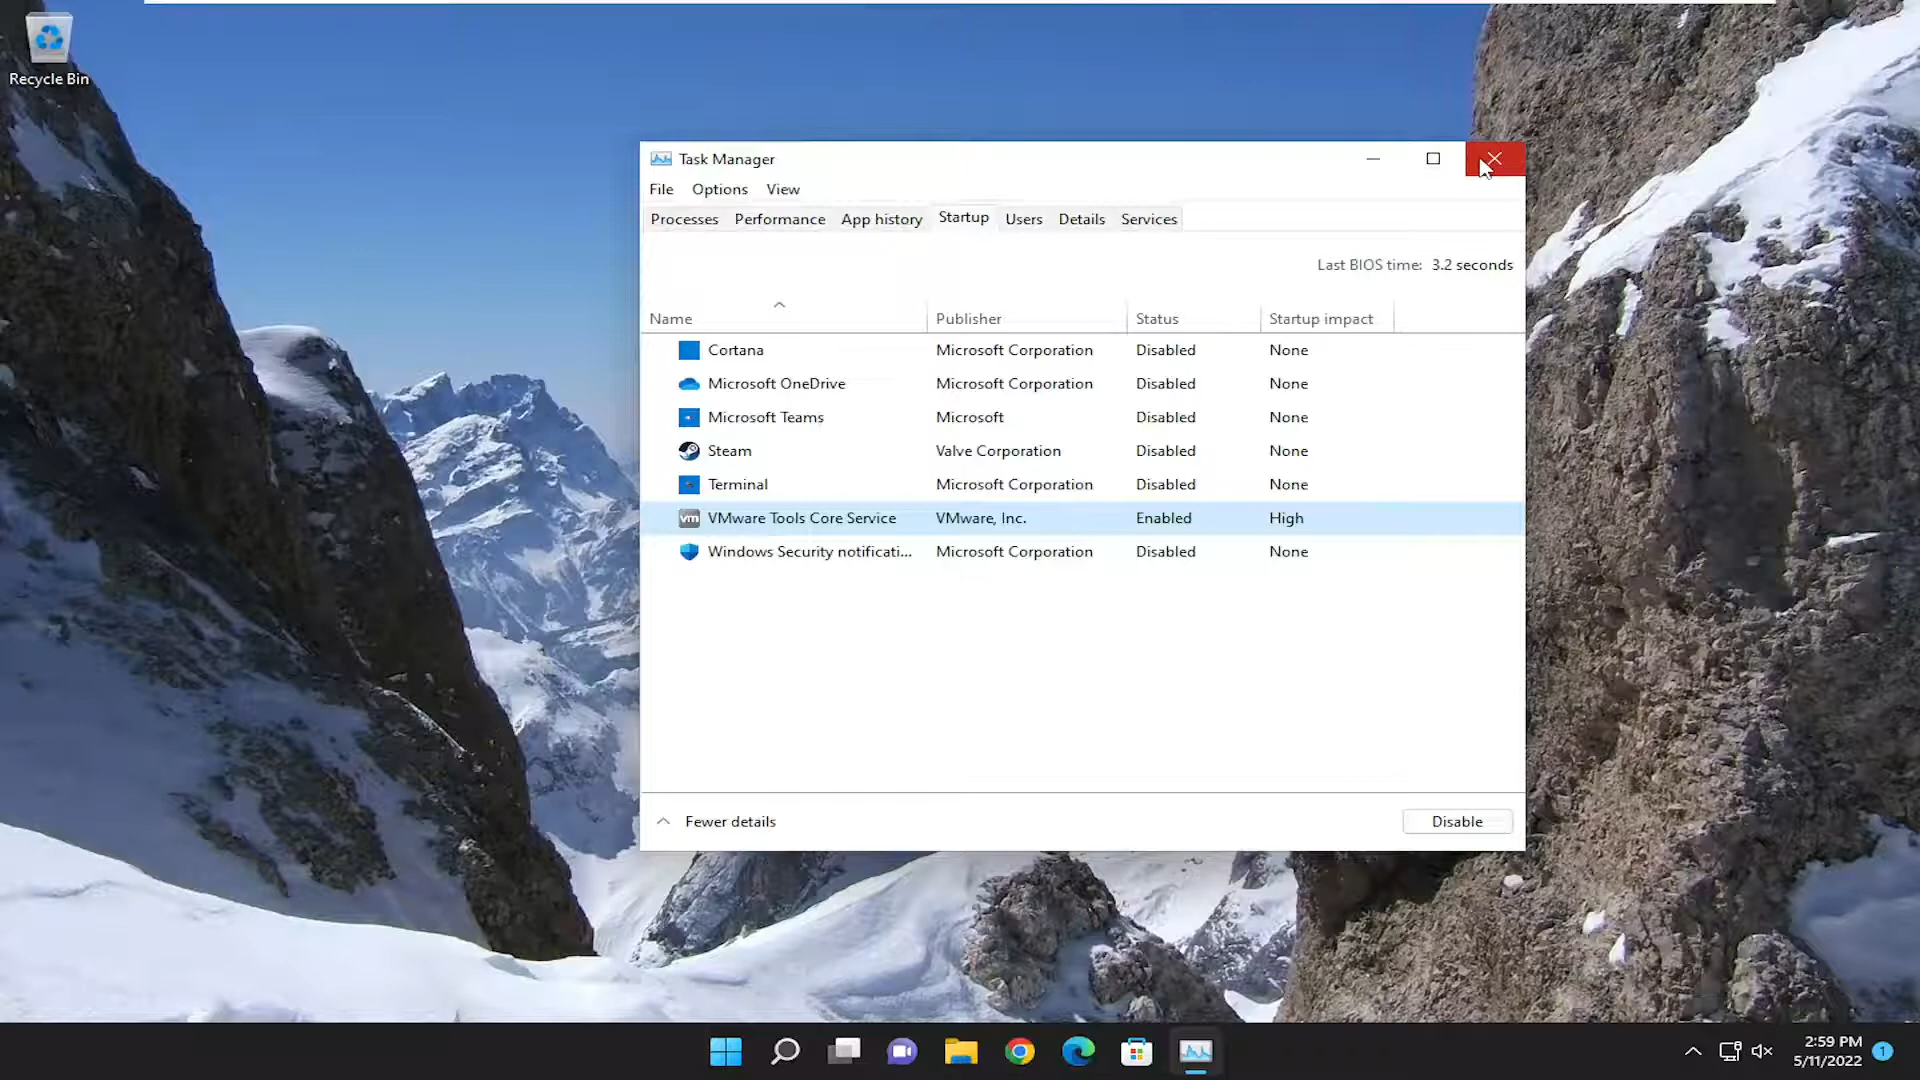 Recycle Bin
Task Manager
File Options View
Processes Performance App history Startup Users Details Services
Last BIOS time: 3.2 seconds
Name Publisher Status Startup impact
Cortana Microsoft Corporation Disabled None
Microsoft OneDrive Microsoft Corporation Disabled None
Microsoft Teams Microsoft Disabled None
Steam Valve Corporation Disabled None
Terminal Microsoft Corporation Disabled None
vm VMware Tools Core Service VMware, Inc. Enabled High
Windows Security notificati... Microsoft Corporation Disabled None
Fewer details Disable
2:59 PM
5/11/2022 1